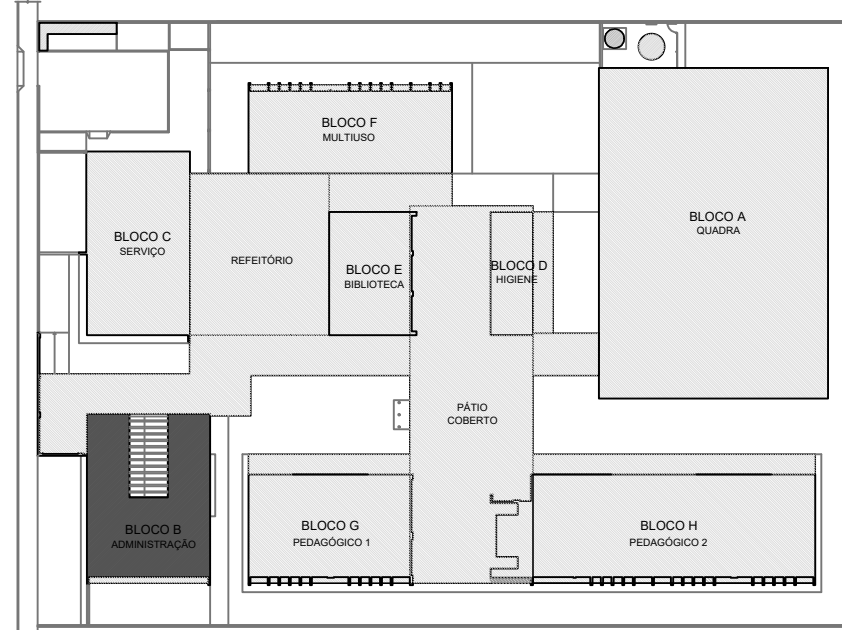 BLOCO F
MULTIUSO
BLOCO A
QUADRA
BLOCO C
SERVIÇO
REFEITÓRIO
BLOCO E
BIBLIOTECA
BLOCO D
HIGIENE
PÁTIO
COBERTO
BLOCO B
ADMINISTRAÇÃO
BLOCO G
PEDAGÓGICO 1
BLOCO H
PEDAGÓGICO 2